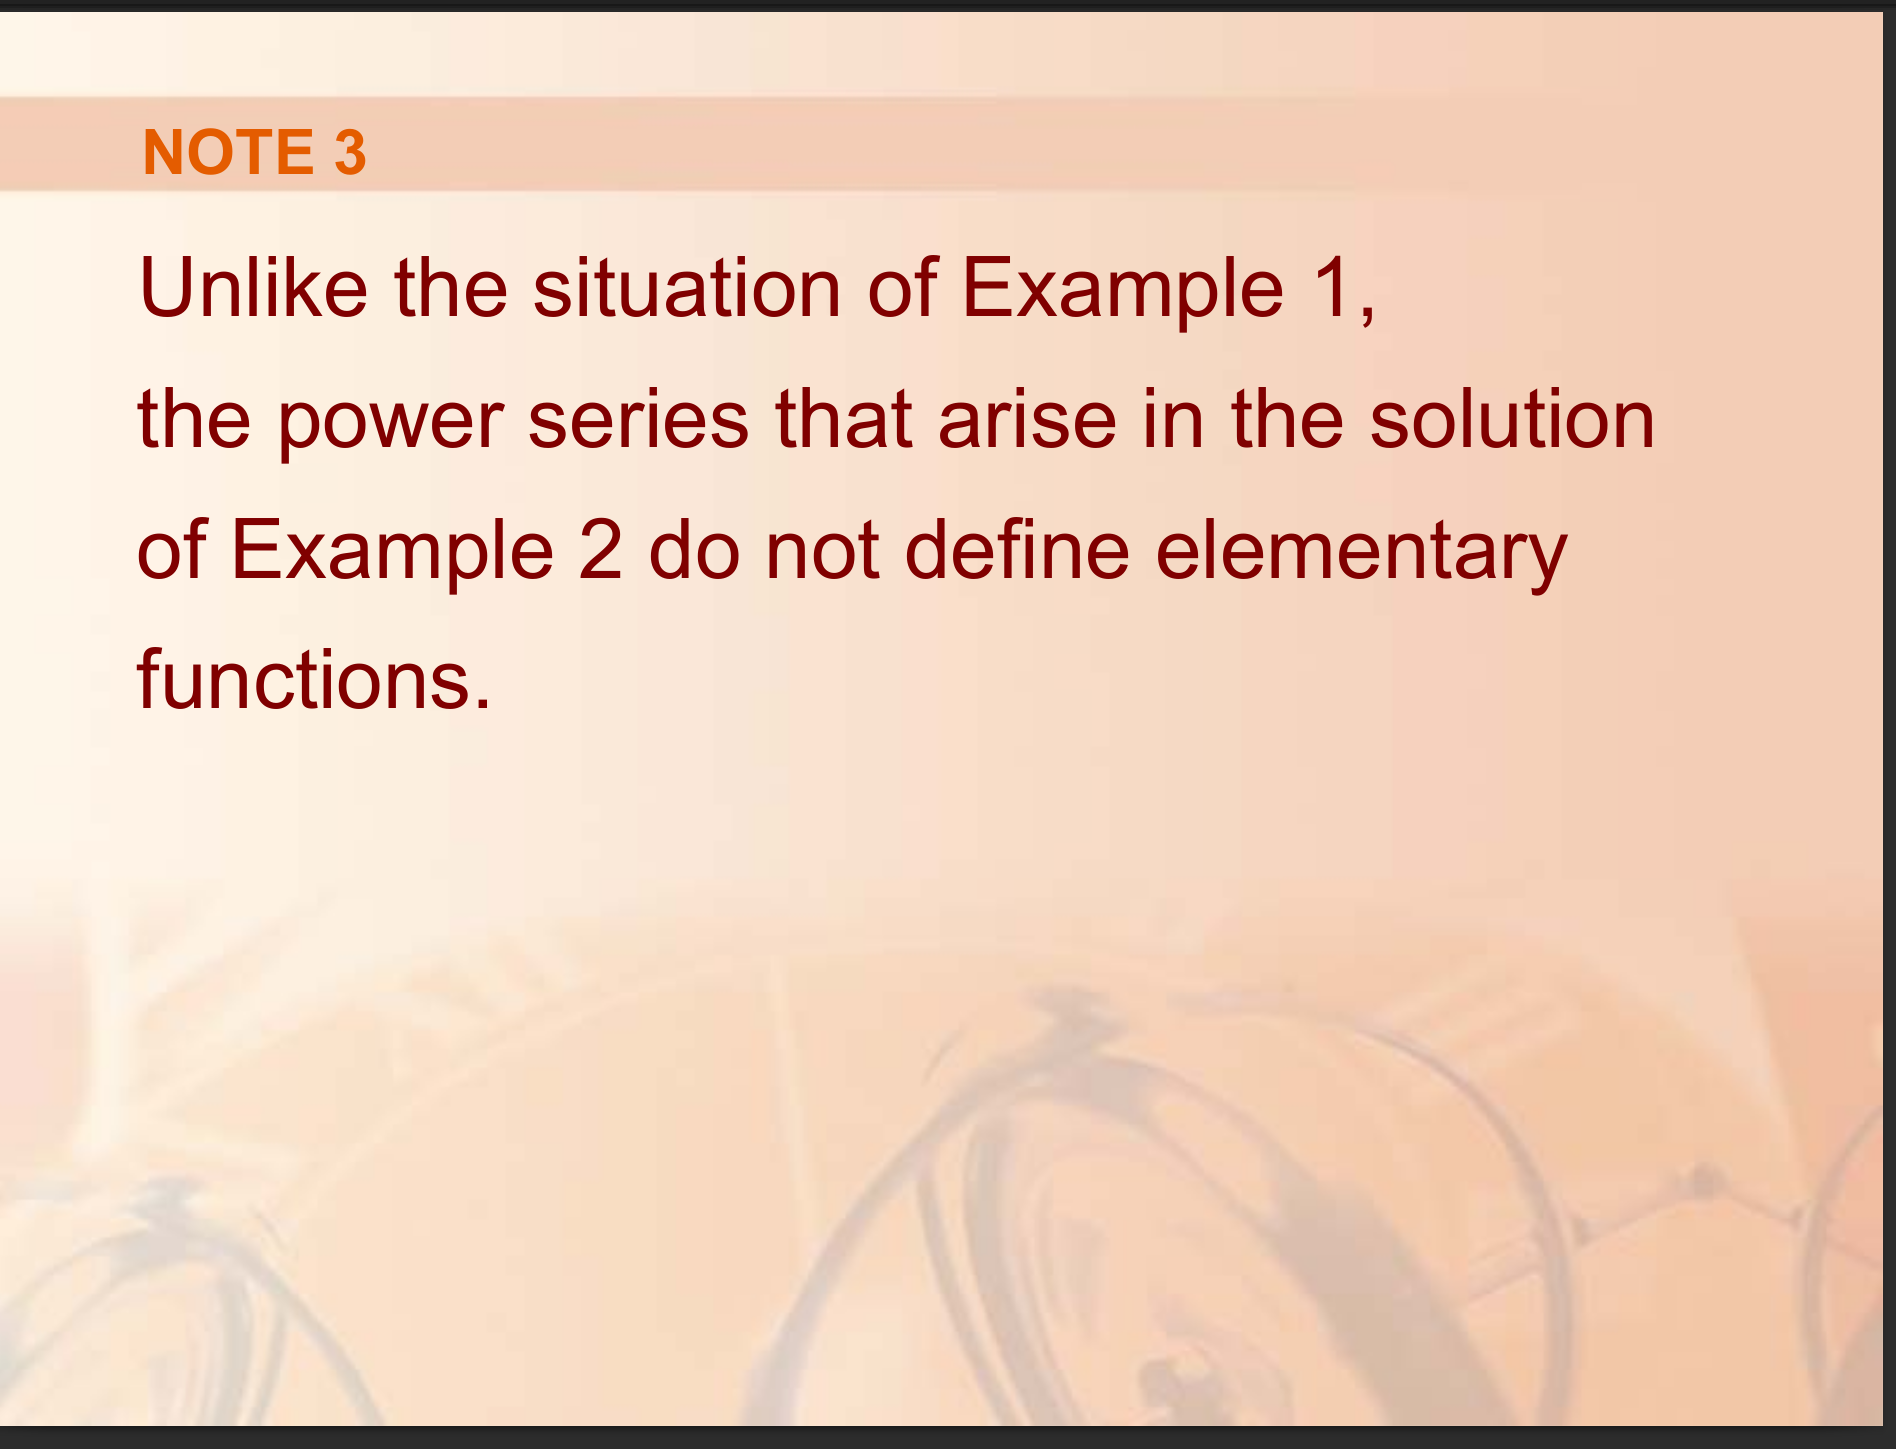 NOTE 3
Unlike the situation of Example 1,
the power series that arise in the solution
of Example 2 do not define elementary
functions.